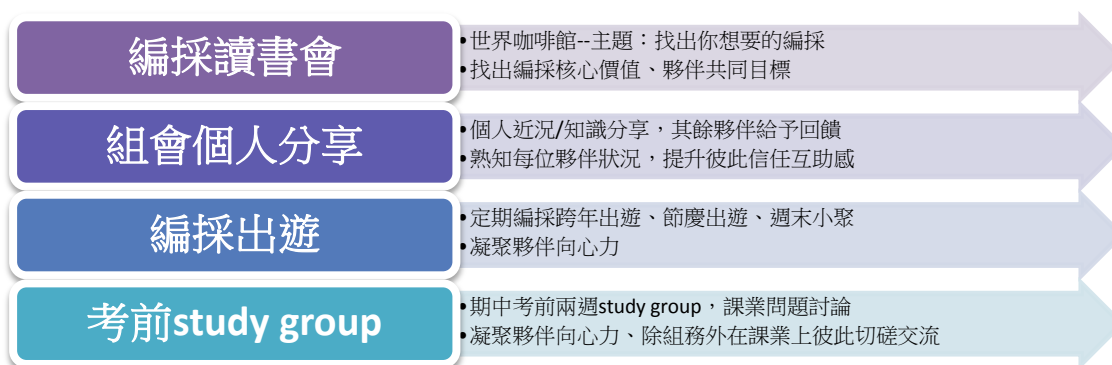 編採讀書會
•世界咖啡館--主題：找出你想要的編採
•找出編採核心價值、夥伴共同目標
組會個人分享
•個人近況/知識分享，其餘夥伴給予回饋
•熟知每位夥伴狀況，提升彼此信任互助感
編採出遊
•定期編採跨年出遊、節慶出遊、週末小聚
•凝聚夥伴向心力
考前study group
•期中考前兩週study group，課業問題討論
•凝聚夥伴向心力、除組務外在課業上彼此切磋交流